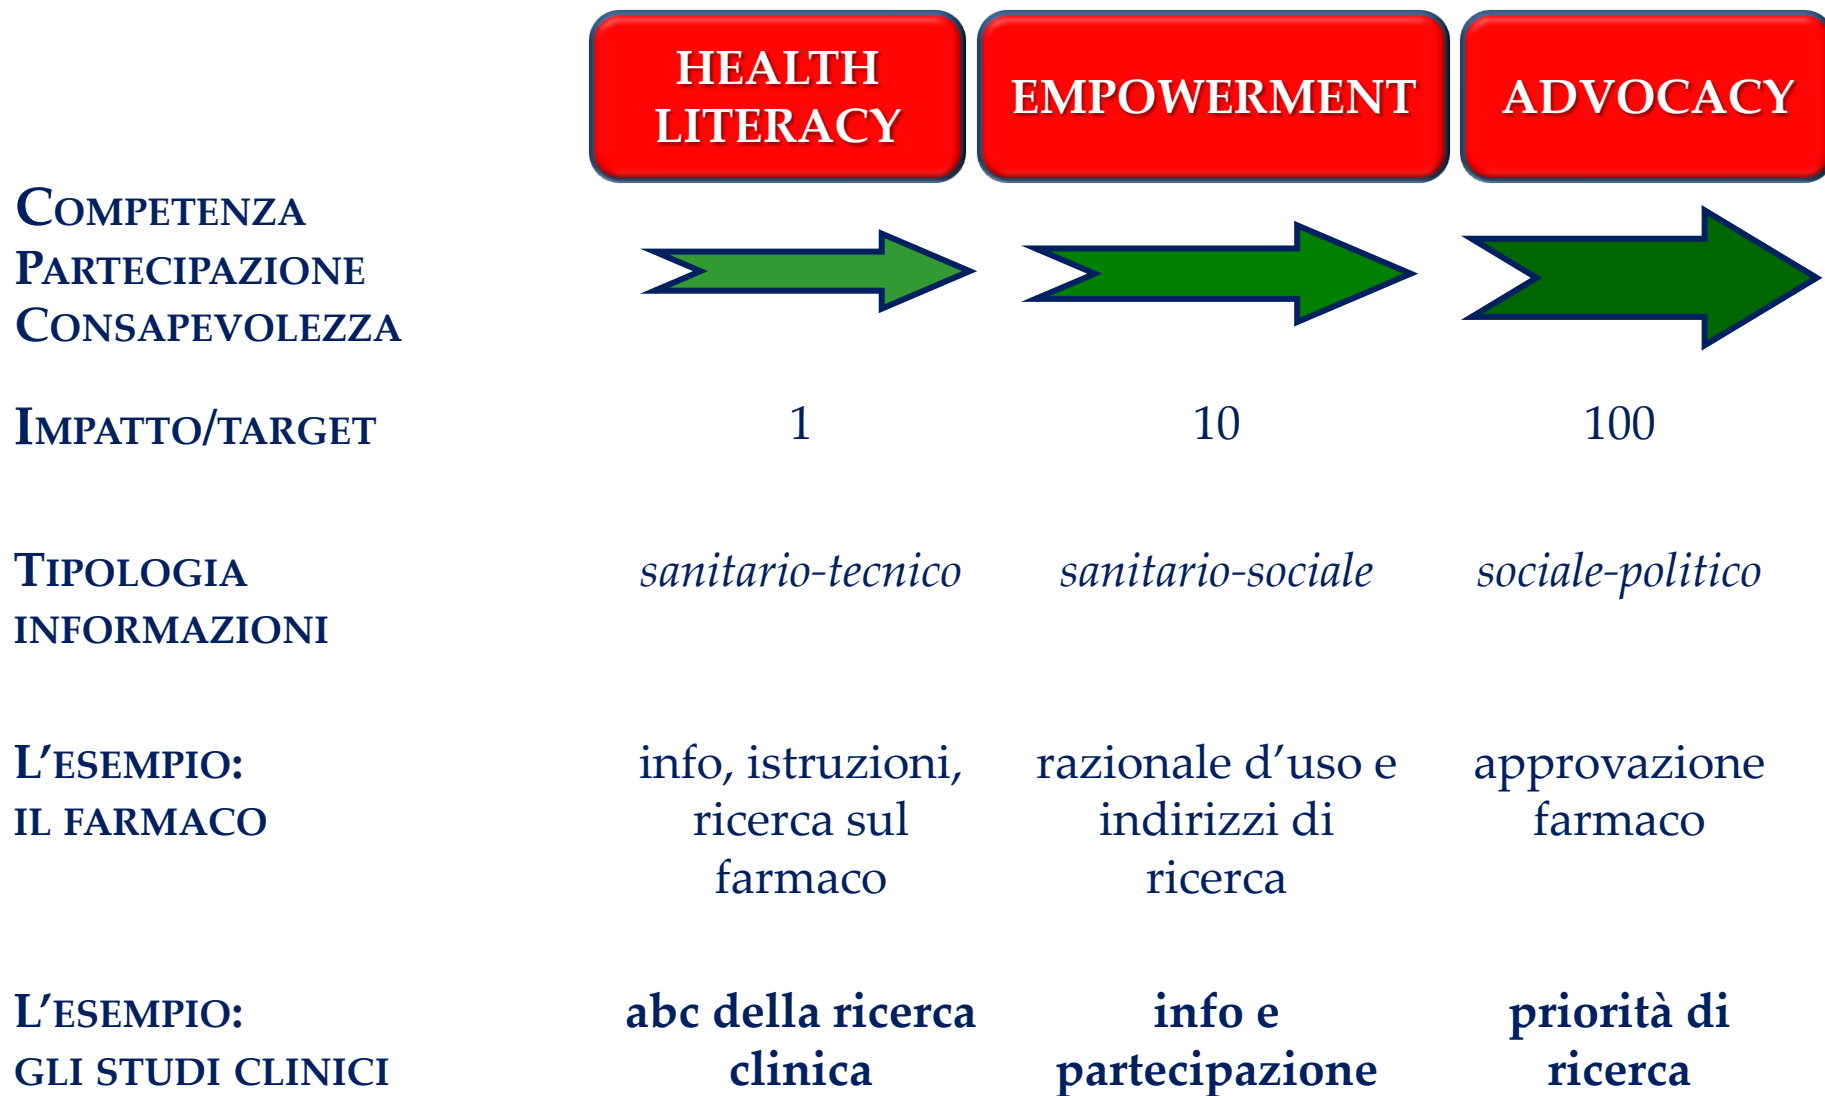 HEALTH
LITERACY
EMPOWERMENT
ADVOCACY
COMPETENZA
PARTECIPAZIONE
CONSAPEVOLEZZA
IMPATTO/TARGET
1
10
100
TIPOLOGIA
INFORMAZIONI
sanitario-tecnico
sanitario-sociale
sociale-politico
L’ESEMPIO:
IL FARMACO
info, istruzioni,
ricerca sul
farmaco
razionale d’uso e
indirizzi di
ricerca
approvazione
farmaco
L’ESEMPIO:
GLI STUDI CLINICI
abc della ricerca
clinica
info e
partecipazione
priorità di
ricerca